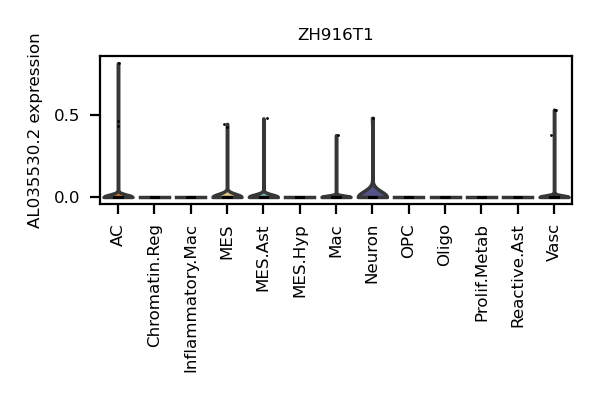 ZH916T1
AL035530.2 expression
0.5
0.0
AC
Chromatin.Reg
Inflammatory.Mac
MES
MES.Ast
MES.Hyp
Mac
Neuron
OPC
Oligo
Prolif.Metab
Reactive.Ast
Vasc